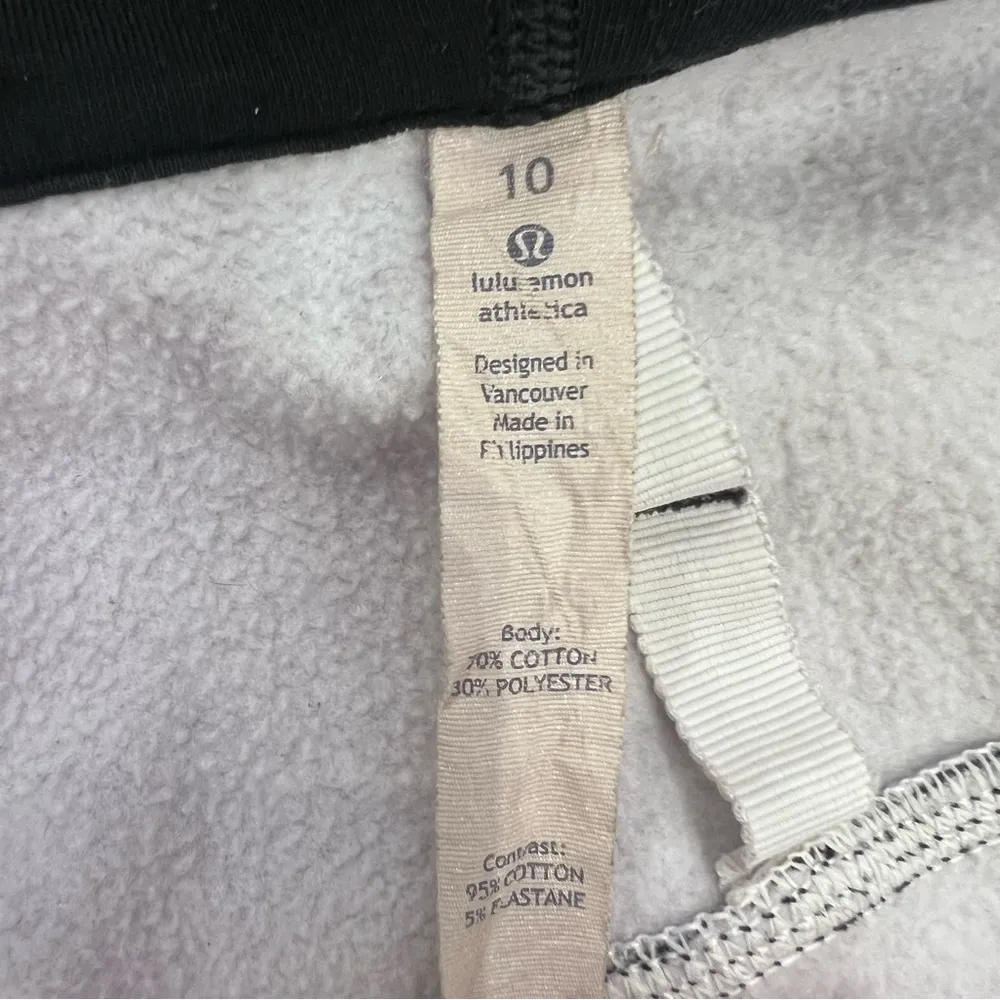 10
lululemon
athletica
Designed in
Vancouver
Made in
Philippines
Body:
70% COTTON
30% POLYESTER
Contrast:
95% COTTON
5% ELASTANE